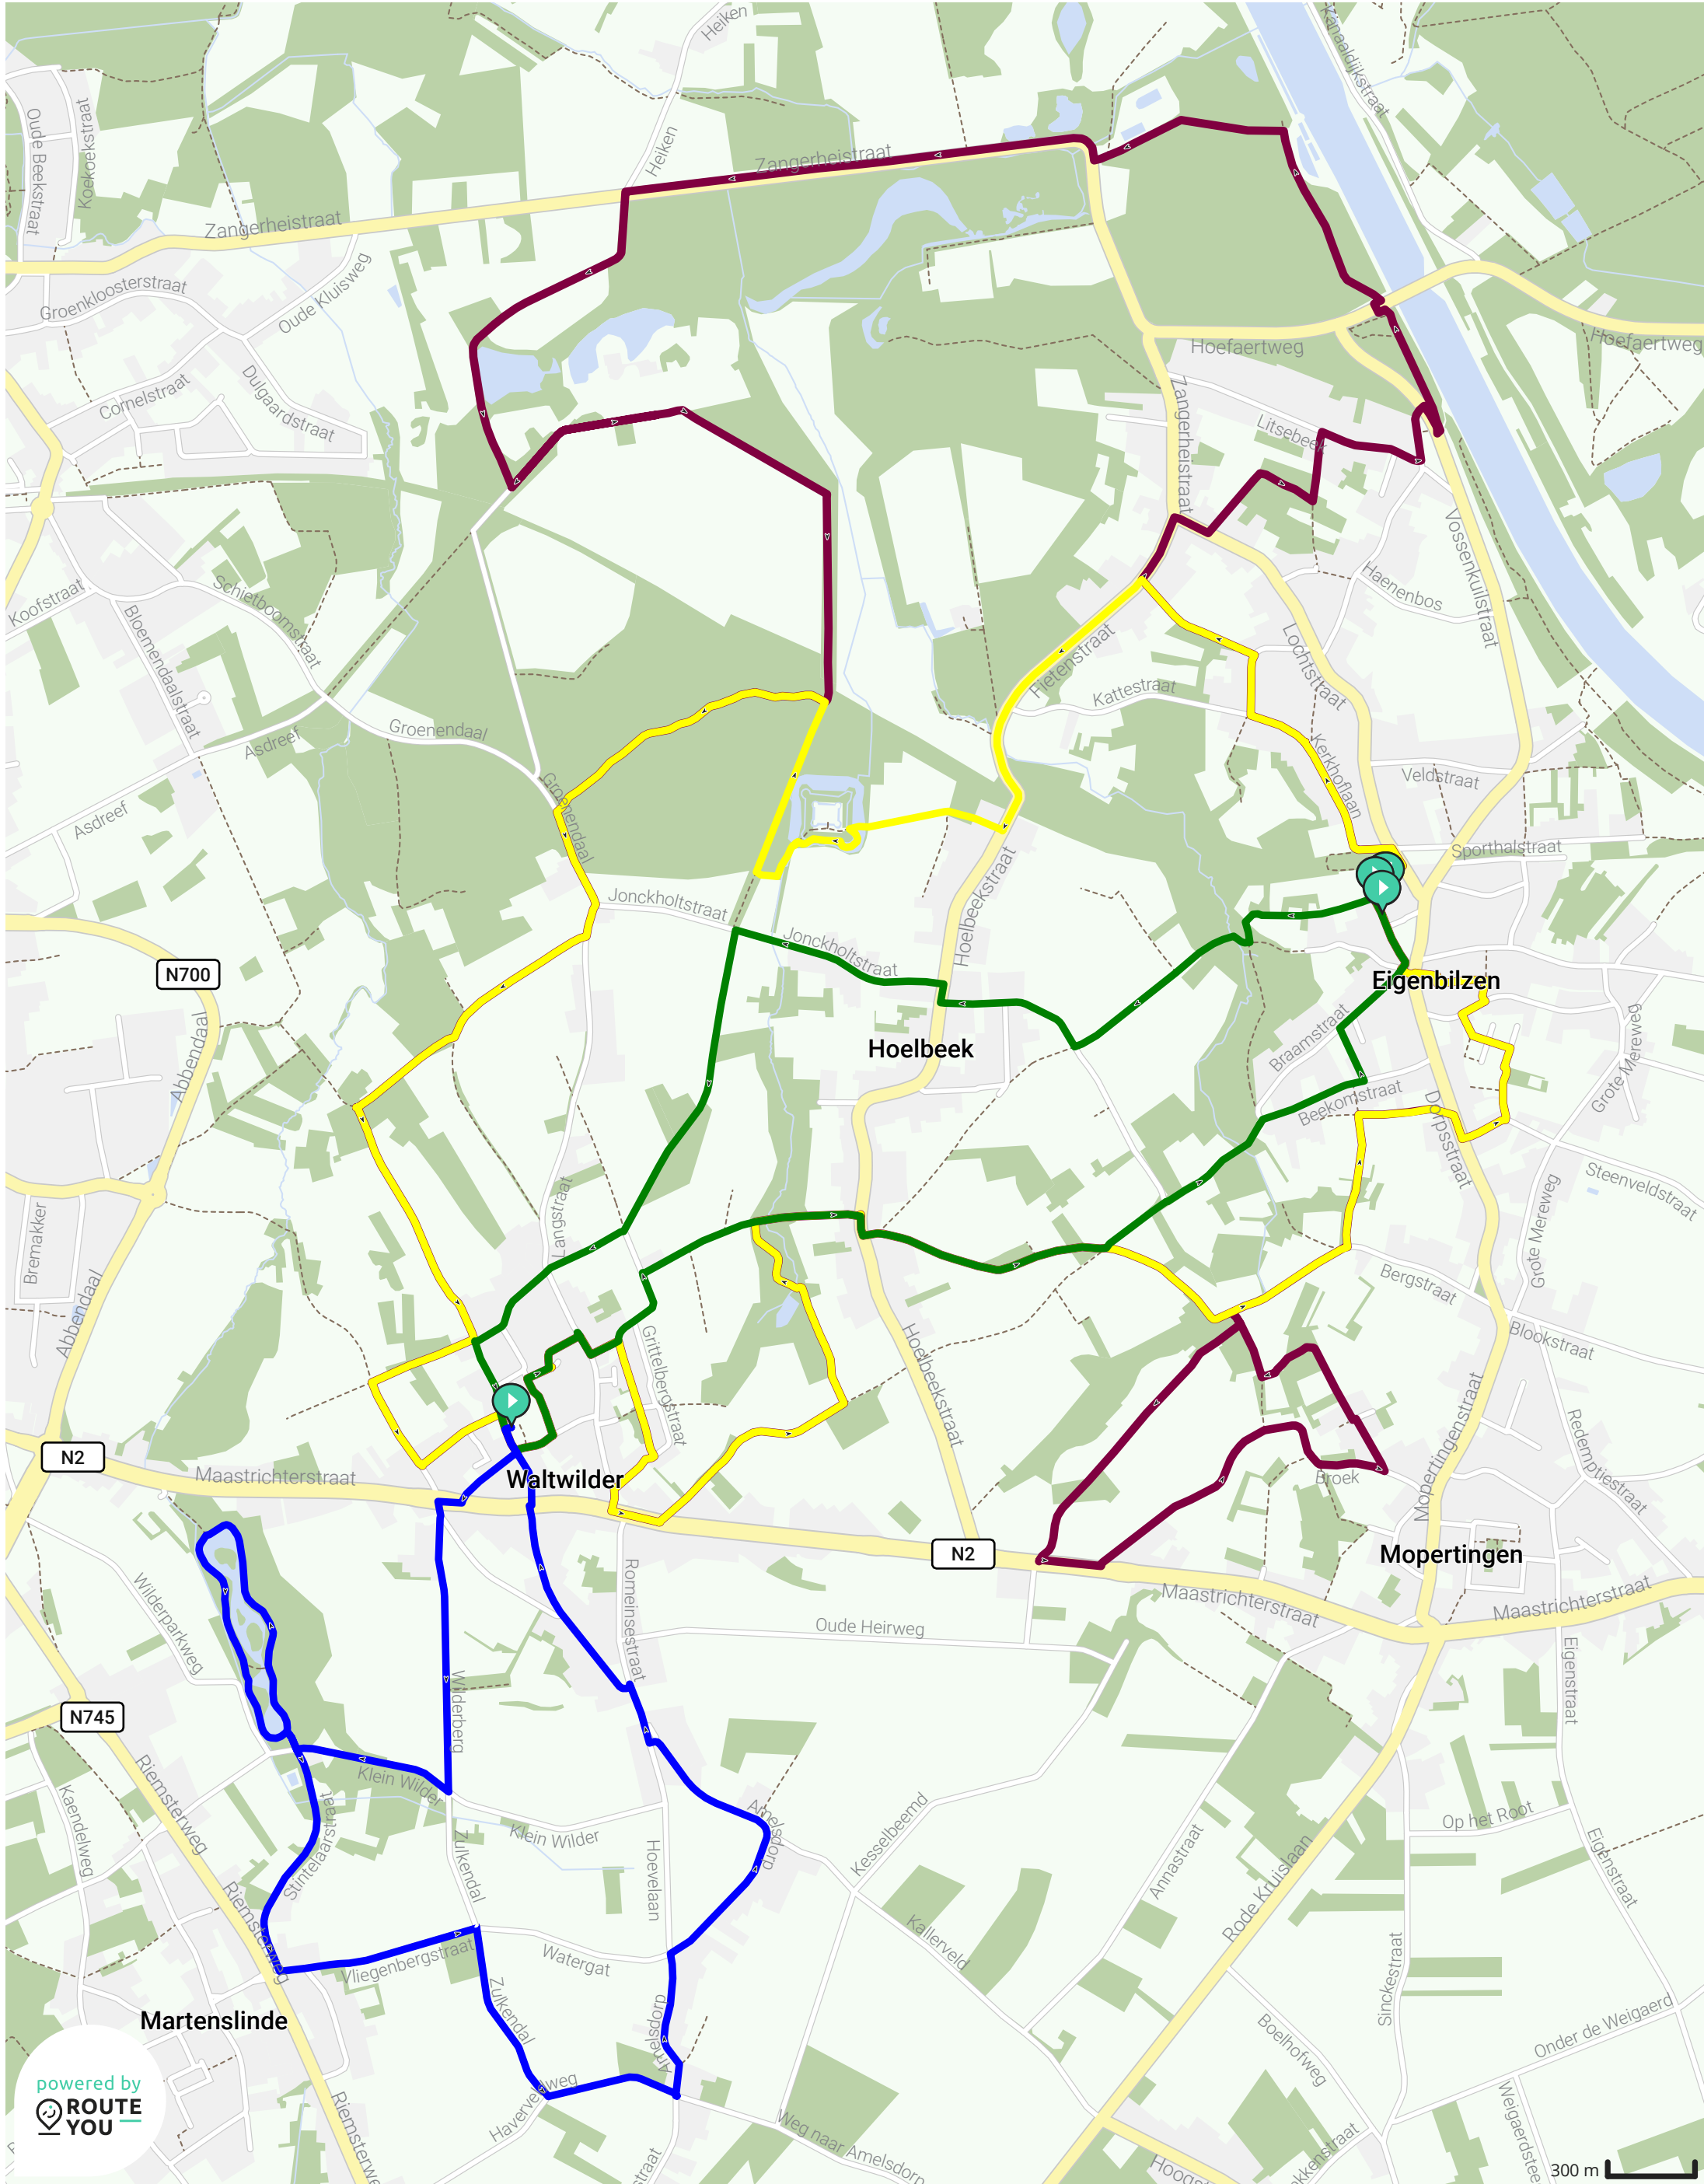 Heiken
Kanaaldijkstraat
Oude Beekstraat
Koekoekstraat
Heiken
Zangerheistraat
Zangerheistraat
Groenkloosterstraat
Oude Kluisweg
Hoefaertweg
Hoefaertweg
Cornelstraat
Dulgaardstraat
Zangerheistraat
Litsebeek
Vossenkuilstraat
Haenenbos
Koofstraat
Schietboomstraat
Bloemendaalstraat
Fietenstraat
Lochtstraat
Kattestraat
Groenendaal
Asdreef
Kerkhoflaan
Veldstraat
Asdreef
Groenendaal
Sporthalstraat
Jonckholtstraat
Hoelbeekstraat
Jonckholtstraat
N700
Eigenbilzen
Abbendaal
Hoelbeek
Braamstraat
Grote Mereweg
Beekomstraat
Dorpsstraat
Steenveldstraat
Langstraat
Bremakker
Grote Mereweg
Bergstraat
Abbendaal
Blookstraat
Grittelbergstraat
Hoelbeekstraat
Mopertingenstraat
Redemptiestraat
N2
Maastrichterstraat
Waltwilder
Broek
N2
Mopertingen
Wilderparkweg
Romeinsestraat
Maastrichterstraat
Maastrichterstraat
Oude Heirweg
Eigenstraat
Wilderberg
N745
Riemsterweg
Klein Wilder
Kaendelweg
Stintelaarstraat
Amelsdorp
Klein Wilder
Kesselbeemd
Op het Root
Zulkendal
Hoevelaan
Annastraat
Rode Kruislaan
Eigenstraat
Riemsterweg
Vliegenbergstraat
Watergat
Kallerveld
Sinckestraat
Zulkendal
Amelsdorp
Martenslinde
Boelhofweg
Onder de Weigaerd
powered by
ROUTE
YOU
Haverveldweg
Riemsterweg
Weg naar Amelsdorp
300 m